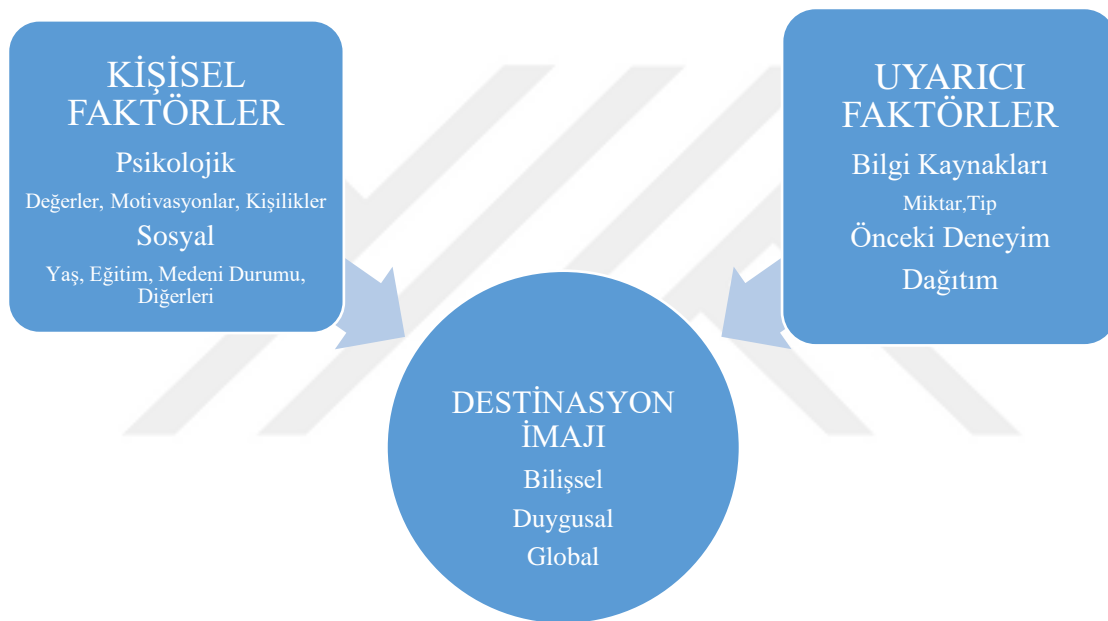 KİŞİSEL
FAKTÖRLER
Psikolojik
Değerler, Motivasyonlar, Kişilikler
Sosyal
Yaş, Eğitim, Medeni Durumu,
Diğerleri
UYARICI
FAKTÖRLER
Bilgi Kaynakları
Miktar,Tip
Önceki Deneyim
Dağıtım
DESTİNASYON
İMAJI
Bilişsel
Duygusal
Global